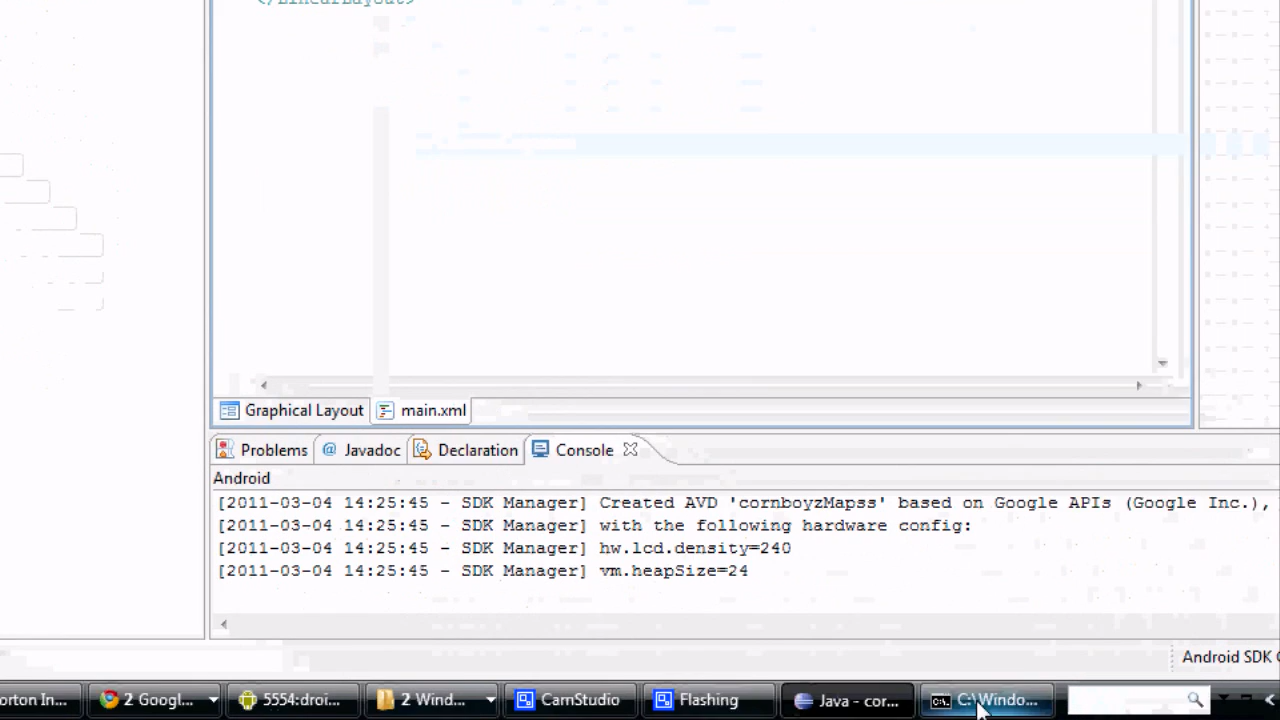 </LinearLayout>
Graphical Layout main.xml
Problems @ Javadoc Declaration Console
Android
[2011-03-04 14:25:45 - SDK Manager] Created AVD 'cornboyzMapss' based on Google APIs (Google Inc.),
[2011-03-04 14:25:45 - SDK Manager] with the following hardware config:
[2011-03-04 14:25:45 - SDK Manager] hw.lcd.density=240
[2011-03-04 14:25:45 - SDK Manager] vm.heapSize=24
Android SDK
orton In... 2 Googl... 5554:droi... 2 Wind... CamStudio Flashing Java - cor... C:\Windo...